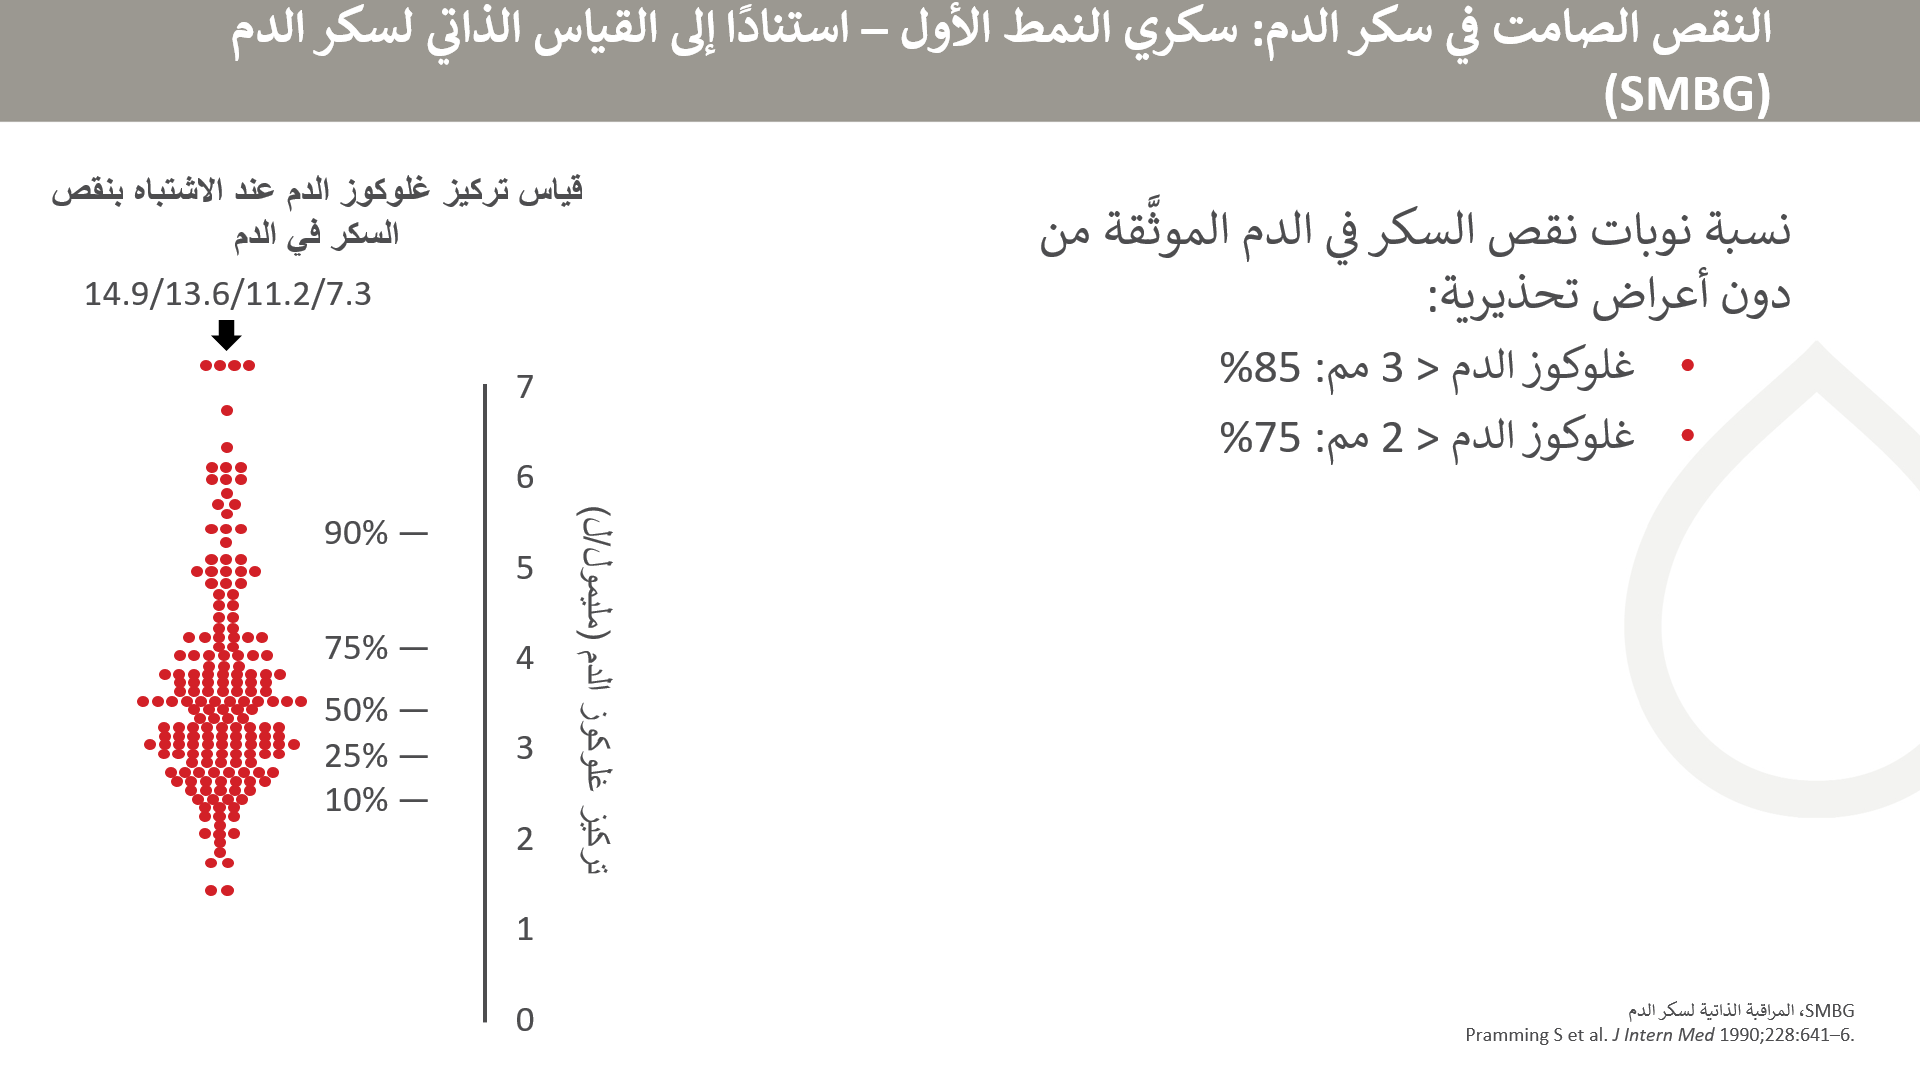 النقص الصامت في سكر الدم: سكري النمط الأول – استنادًا إلى القياس الذاتي لسكر الدم
(SMBG)
نسبة نوبات نقص السكر في الدم الموثَّقة من
دون أعراض تحذيرية:
• غلوكوز الدم < 3 مم: 85%
• غلوكوز الدم < 2 مم: 75%
قياس تركيز غلوكوز الدم عند الاشتباه بنقص
السكر في الدم
14.9/13.6/11.2/7.3
90% —
75% —
50% —
25% —
10% —
7
6
5
4
3
2
1
0
تركيز غلوكوز الدم (مليمول/ل)
SMBG، المراقبة الذاتية لسكر الدم
Pramming S et al. J Intern Med 1990;228:641–6.